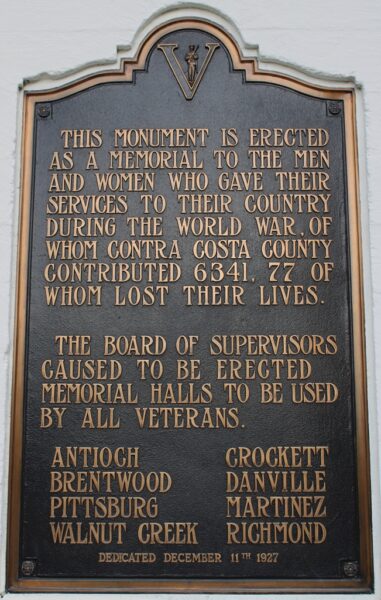 V
THIS MONUMENT IS ERECTED
AS A MEMORIAL TO THE MEN
AND WOMEN WHO GAVE THEIR
SERVICES TO THEIR COUNTRY
DURING THE WORLD WAR, OF
WHOM CONTRA COSTA COUNTY
CONTRIBUTED 6341, 77 OF
WHOM LOST THEIR LIVES.
THE BOARD OF SUPERVISORS
CAUSED TO BE ERECTED
MEMORIAL HALLS TO BE USED
BY ALL VETERANS.
ANTIOCH CROCKETT
BRENTWOOD DANVILLE
PITTSBURG MARTINEZ
WALNUT CREEK RICHMOND
DEDICATED DECEMBER 11TH 1927